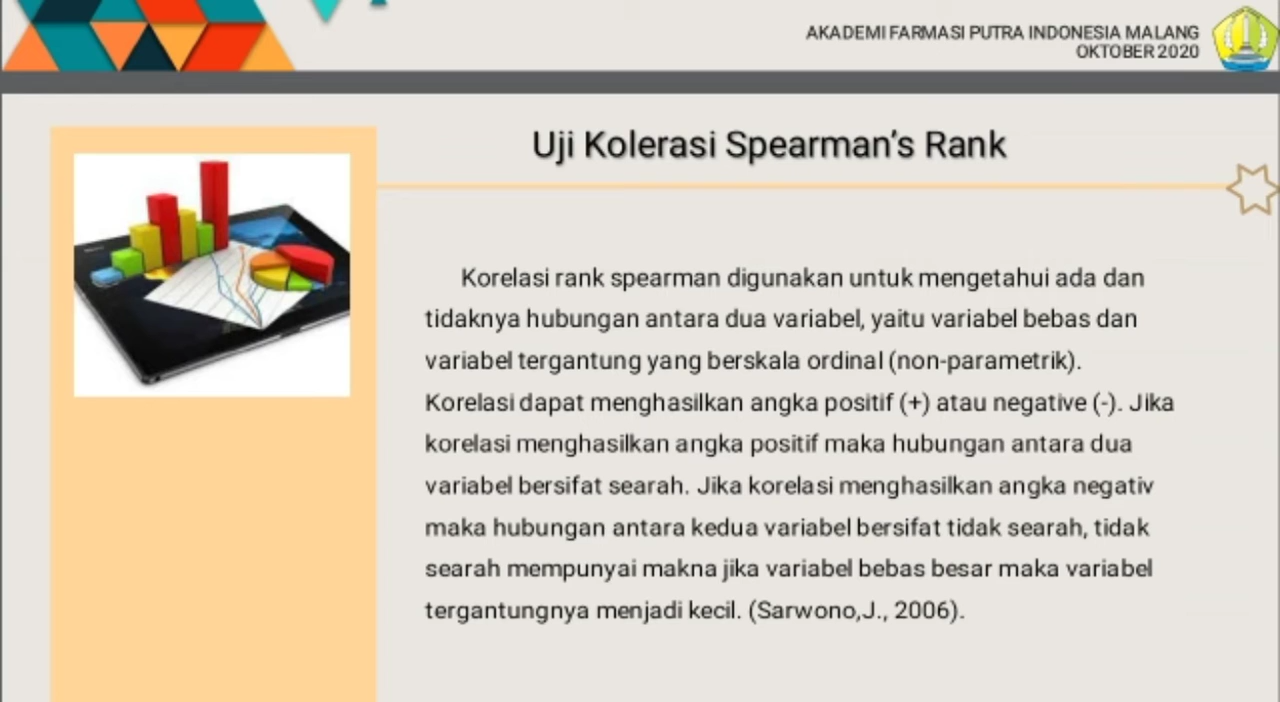 AKADEMI FARMASI PUTRA INDONESIA MALANG
OKTOBER 2020
Uji Kolerasi Spearman’s Rank
Korelasi rank spearman digunakan untuk mengetahui ada dan
tidaknya hubungan antara dua variabel, yaitu variabel bebas dan
variabel tergantung yang berskala ordinal (non-parametrik).
Korelasi dapat menghasilkan angka positif (+) atau negative (-). Jika
korelasi menghasilkan angka positif maka hubungan antara dua
variabel bersifat searah. Jika korelasi menghasilkan angka negativ
maka hubungan antara kedua variabel bersifat tidak searah, tidak
searah mempunyai makna jika variabel bebas besar maka variabel
tergantungnya menjadi kecil. (Sarwono,J., 2006).